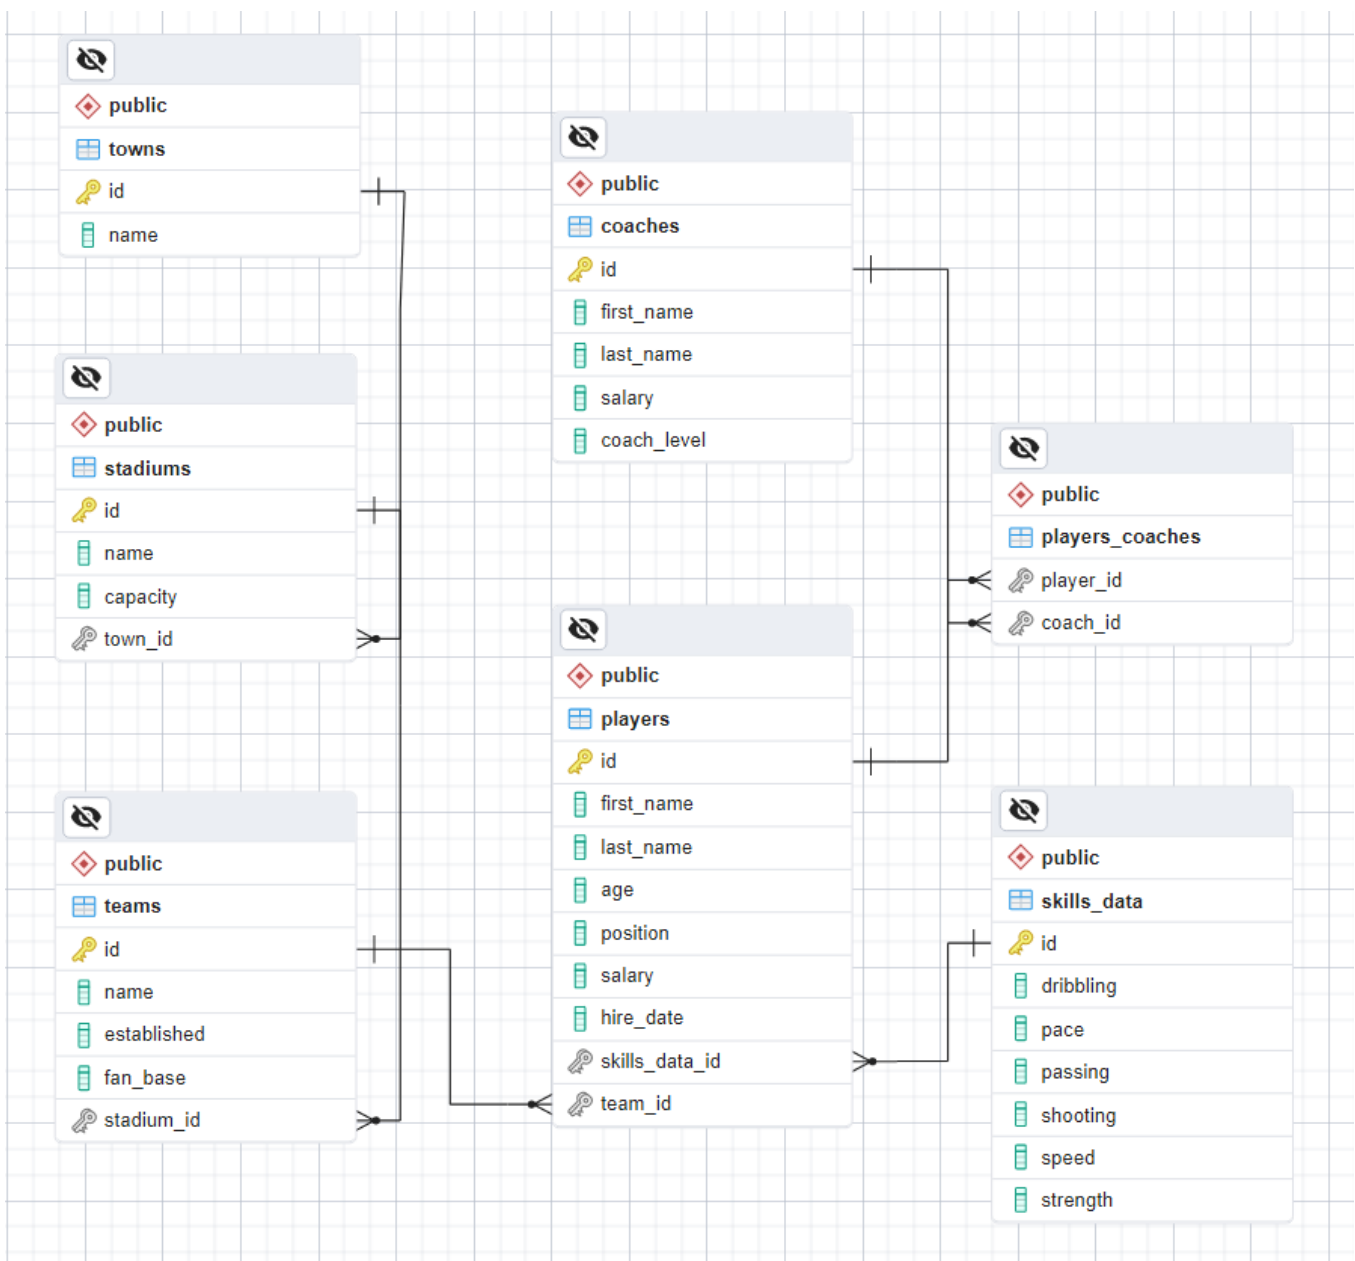 public
towns
id
name
public
stadiums
id
name
capacity
town_id
public
teams
id
name
established
fan_base
stadium_id
public
coaches
id
first_name
last_name
salary
coach_level
public
players
id
first_name
last_name
age
position
salary
hire_date
skills_data_id
team_id
public
players_coaches
player_id
coach_id
public
skills_data
id
dribbling
pace
passing
shooting
speed
strength